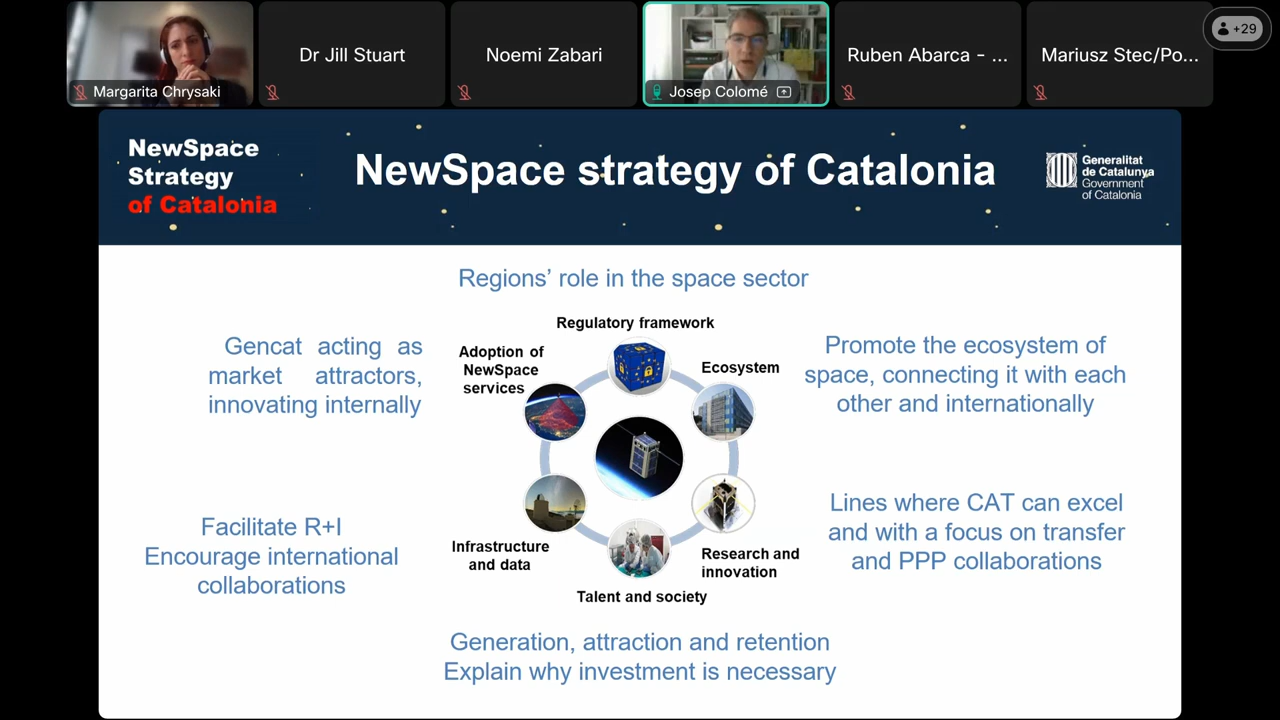 Margarita Chrysaki
Dr Jill Stuart
Noemi Zabari
Josep Colomé
Ruben Abarca - ...
Mariusz Stec/Po...
+29
NewSpace
Strategy
of Catalonia
NewSpace strategy of Catalonia
Generalitat
de Catalunya
Government
of Catalonia
Regions’ role in the space sector
Regulatory framework
Gencat acting as
market attractors,
innovating internally
Adoption of
NewSpace
services
Ecosystem
Promote the ecosystem of
space, connecting it with each
other and internationally
Facilitate R+I
Encourage international
collaborations
Infrastructure
and data
Research and
innovation
Lines where CAT can excel
and with a focus on transfer
and PPP collaborations
Talent and society
Generation, attraction and retention
Explain why investment is necessary